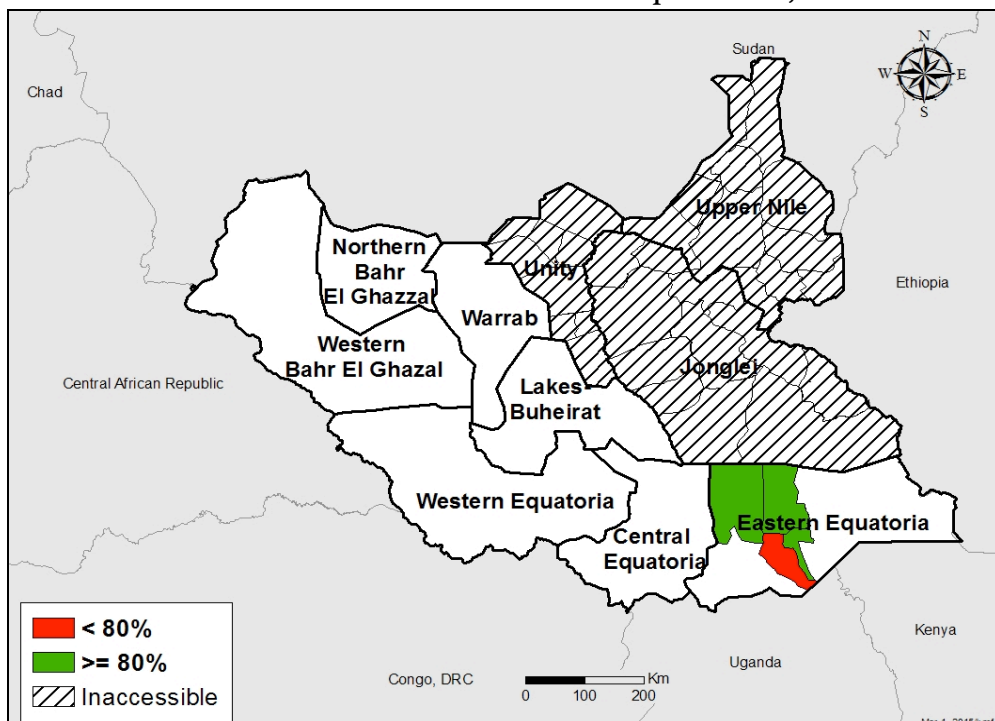 Sudan
N
W
E
S
Chad
Upper Nile
Northern
Bahr
El Ghazzal
Unity
Ethiopia
Warrab
Western
Bahr El Ghazal
Jonglei
Central African Republic
Lakes-
Buheirat
Western Equatoria
Eastern Equatoria
Central
Equatoria
< 80%
>= 80%
Inaccessible
Kenya
Uganda
Congo, DRC
Km
0 100 200